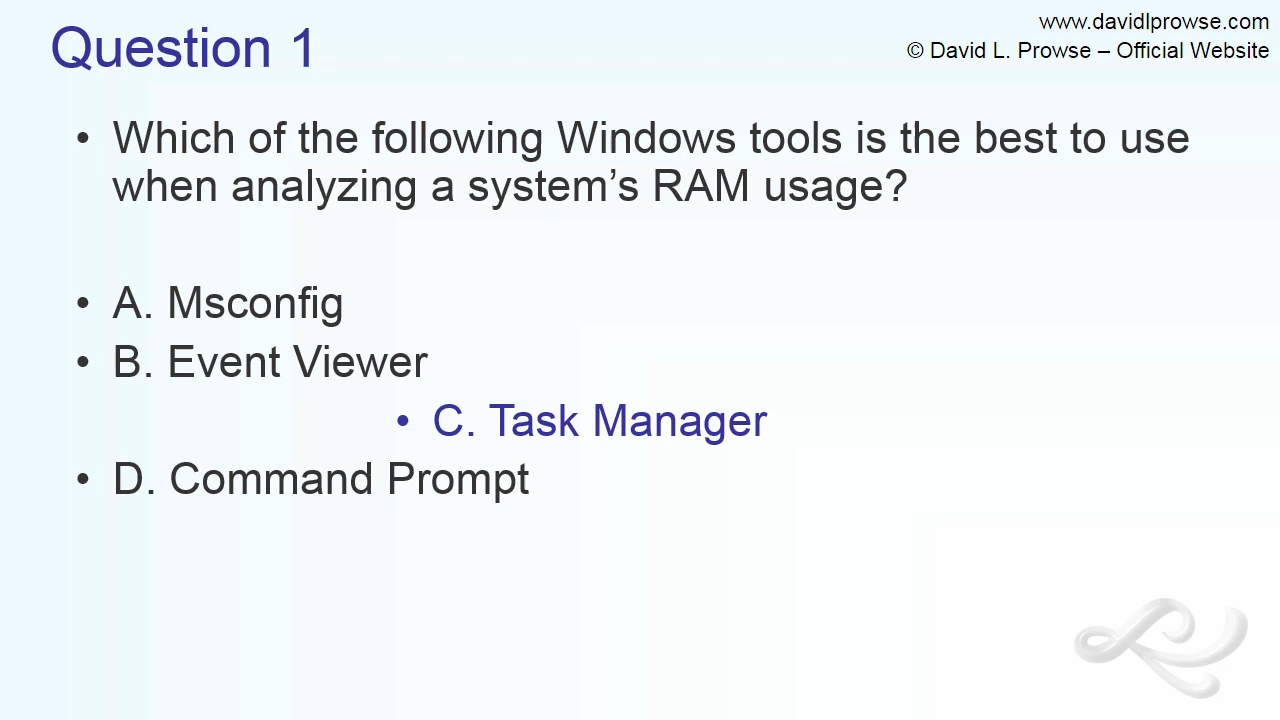 Question 1
www.davidlprowse.com
© David L. Prowse – Official Website
• Which of the following Windows tools is the best to use
when analyzing a system’s RAM usage?
• A. Msconfig
• B. Event Viewer
• C. Task Manager
• D. Command Prompt